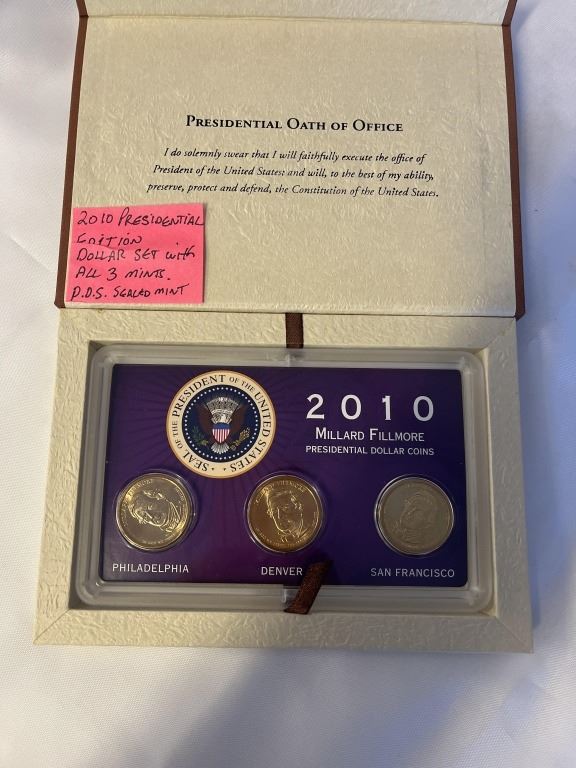 PRESIDENTIAL OATH OF OFFICE
I do solemnly swear that I will faithfully execute the office of
President of the United States: and will, to the best of my ability,
preserve, protect and defend, the Constitution of the United States.
2010 PRESIDENTIAL
EDITION
DOLLAR SET with
ALL 3 MINTS.
P.D.S. SEALED MINT
SEAL OF THE PRESIDENT OF THE UNITED STATES
2010
MILLARD FILLMORE
PRESIDENTIAL DOLLAR COINS
PHILADELPHIA
DENVER
SAN FRANCISCO